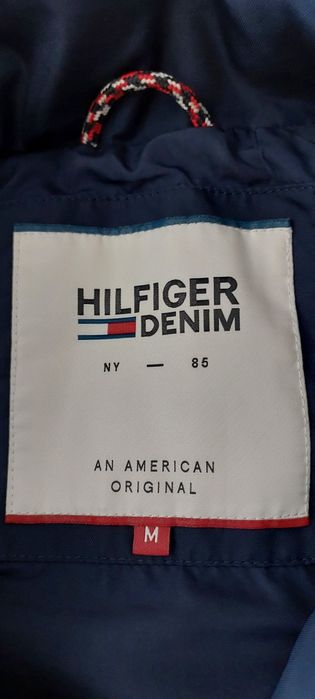 HILFIGER
DENIM
NY — 85
AN AMERICAN
ORIGINAL
M